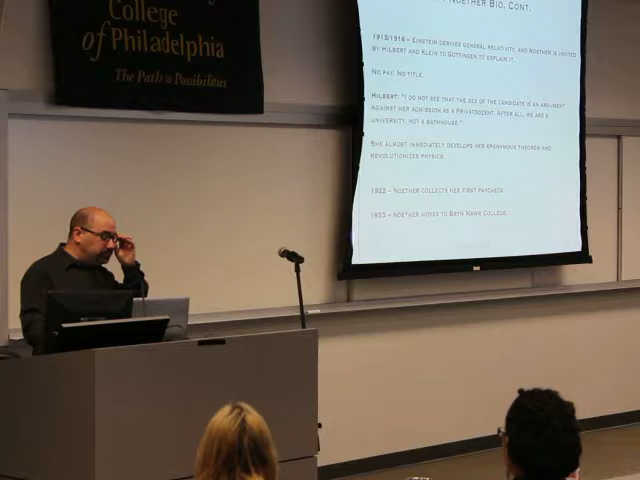 College
of Philadelphia
The Path to Possibilities
NOETHER BIO, CONT.
1915/1916 – EINSTEIN DERIVES GENERAL RELATIVITY, AND NOETHER IS INVITED
BY HILBERT AND KLEIN TO GOTTINGEN TO EXPLAIN IT.
NO PAY, NO TITLE.
HILBERT: "I DO NOT SEE THAT THE SEX OF THE CANDIDATE IS AN ARGUMENT
AGAINST HER ADMISSION AS A PRIVATDOZENT. AFTER ALL, WE ARE A
UNIVERSITY, NOT A BATHHOUSE."
SHE ALMOST IMMEDIATELY DEVELOPS HER EPONYMOUS THEOREM AND
REVOLUTIONIZES PHYSICS.
1922 – NOETHER COLLECTS HER FIRST PAYCHECK
1933 – NOETHER MOVES TO BRYN MAWR COLLEGE.